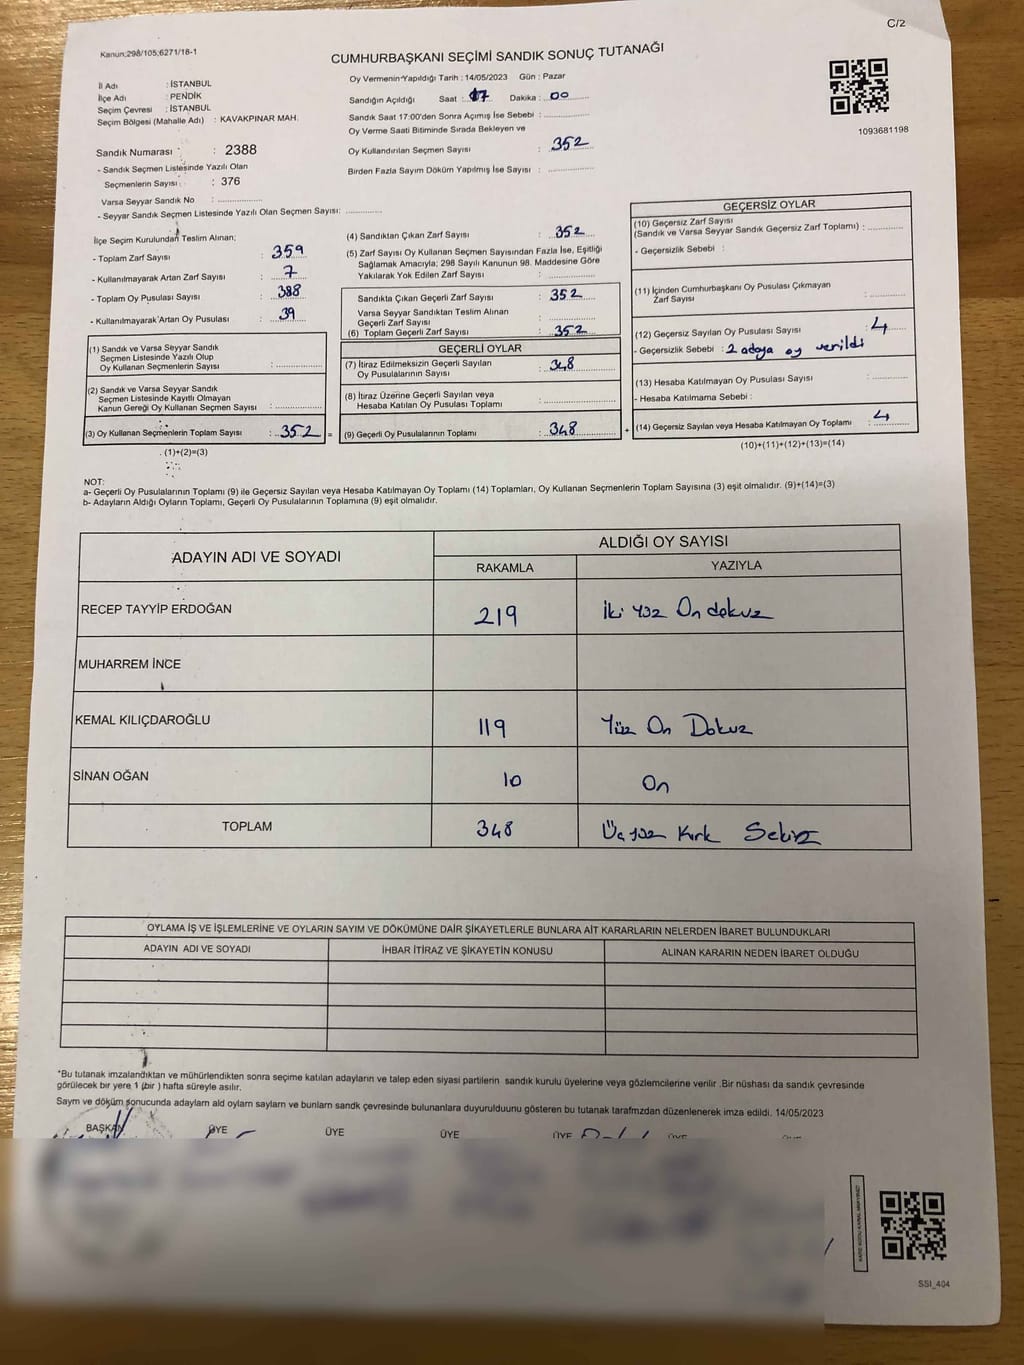 C/2
Kanun;298/105;6271/18-1
CUMHURBAŞKANI SEÇİMİ SANDIK SONUÇ TUTANAĞI
İl Adı : İSTANBUL
İlçe Adı : PENDİK
Seçim Çevresi : İSTANBUL
Seçim Bölgesi (Mahalle Adı) : KAVAKPINAR MAH.
Oy Vermenin Yapıldığı Tarih : 14/05/2023 Gün : Pazar
Sandığın Açıldığı Saat : 17 Dakika : 00
Sandık Saat 17:00'den Sonra Açımış İse Sebebi :
Oy Verme Saati Bitiminde Sırada Bekleyen ve
Oy Kullandırılan Seçmen Sayısı : 352
Birden Fazla Sayım Döküm Yapılmış İse Sayısı :
1093681198
Sandık Numarası : 2388
- Sandık Seçmen Listesinde Yazılı Olan
Seçmenlerin Sayısı : 376
Varsa Seyyar Sandık No :
- Seyyar Sandık Seçmen Listesinde Yazılı Olan Seçmen Sayısı:
İlçe Seçim Kurulundan Teslim Alınan;
- Toplam Zarf Sayısı : 359
- Kullanılmayarak Artan Zarf Sayısı : 7
- Toplam Oy Pusulası Sayısı : 388
- Kullanılmayarak Artan Oy Pusulası : 39
(1) Sandık ve Varsa Seyyar Sandık
Seçmen Listesinde Yazılı Olup
Oy Kullanan Seçmenlerin Sayısı :
(2) Sandık ve Varsa Seyyar Sandık
Seçmen Listesinde Kayıtlı Olmayan
Kanun Gereği Oy Kullanan Seçmen Sayısı :
(3) Oy Kullanan Seçmenlerin Toplam Sayısı : 352 =
(1)+(2)=(3)
(4) Sandıktan Çıkan Zarf Sayısı : 352
(5) Zarf Sayısı Oy Kullanan Seçmen Sayısından Fazla İse, Eşitliği
Sağlamak Amacıyla; 298 Sayılı Kanunun 98. Maddesine Göre
Yakılarak Yok Edilen Zarf Sayısı :
Sandıkta Çıkan Geçerli Zarf Sayısı : 352
Varsa Seyyar Sandıktan Teslim Alınan
Geçerli Zarf Sayısı :
(6) Toplam Geçerli Zarf Sayısı : 352
GEÇERLİ OYLAR
(7) İtiraz Edilmeksizin Geçerli Sayılan
Oy Pusulalarının Sayısı : 348
(8) İtiraz Üzerine Geçerli Sayılan veya
Hesaba Katılan Oy Pusulası Toplamı :
(9) Geçerli Oy Pusulalarının Toplamı : 348 +
GEÇERSİZ OYLAR
(10) Geçersiz Zarf Sayısı
(Sandık ve Varsa Seyyar Sandık Geçersiz Zarf Toplamı) :
- Geçersizlik Sebebi :
(11) İçinden Cumhurbaşkanı Oy Pusulası Çıkmayan
Zarf Sayısı :
(12) Geçersiz Sayılan Oy Pusulası Sayısı : 4
- Geçersizlik Sebebi : 2 adaya oy verildi
(13) Hesaba Katılmayan Oy Pusulası Sayısı :
- Hesaba Katılmama Sebebi :
(14) Geçersiz Sayılan veya Hesaba Katılmayan Oy Toplamı : 4
(10)+(11)+(12)+(13)=(14)
NOT:
a- Geçerli Oy Pusulalarının Toplamı (9) ile Geçersiz Sayılan veya Hesaba Katılmayan Oy Toplamı (14) Toplamları, Oy Kullanan Seçmenlerin Toplam Sayısına (3) eşit olmalıdır. (9)+(14)=(3)
b- Adayların Aldığı Oyların Toplamı, Geçerli Oy Pusulalarının Toplamına (9) eşit olmalıdır.
ADAYIN ADI VE SOYADI ALDIĞI OY SAYISI
RAKAMLA YAZIYLA
RECEP TAYYİP ERDOĞAN 219 İki yüz On dokuz
MUHARREM İNCE
KEMAL KILIÇDAROĞLU 119 Yüz On Dokuz
SİNAN OĞAN 10 On
TOPLAM 348 Üç yüz Kırk Sekiz
OYLAMA İŞ VE İŞLEMLERİNE VE OYLARIN SAYIM VE DÖKÜMÜNE DAİR ŞİKAYETLERLE BUNLARA AİT KARARLARIN NELERDEN İBARET BULUNDUKLARI
ADAYIN ADI VE SOYADI İHBAR İTİRAZ VE ŞİKAYETİN KONUSU ALINAN KARARIN NEDEN İBARET OLDUĞU
*Bu tutanak imzalandıktan ve mühürlendikten sonra seçime katılan adayların ve talep eden siyasi partilerin sandık kurulu üyelerine veya gözlemcilerine verilir .Bir nüshası da sandık çevresinde
görülecek bir yere 1 (bir ) hafta süreyle asılır.
Saym ve döküm sonucunda adaylarn ald oylarn saylarn ve bunlarn sandk çevresinde bulunanlara duyurulduunu gösteren bu tutanak tarafmzdan düzenlenerek imza edildi. 14/05/2023
BAŞKAN ÜYE ÜYE ÜYE ÜYE ÜYE
SSI_404